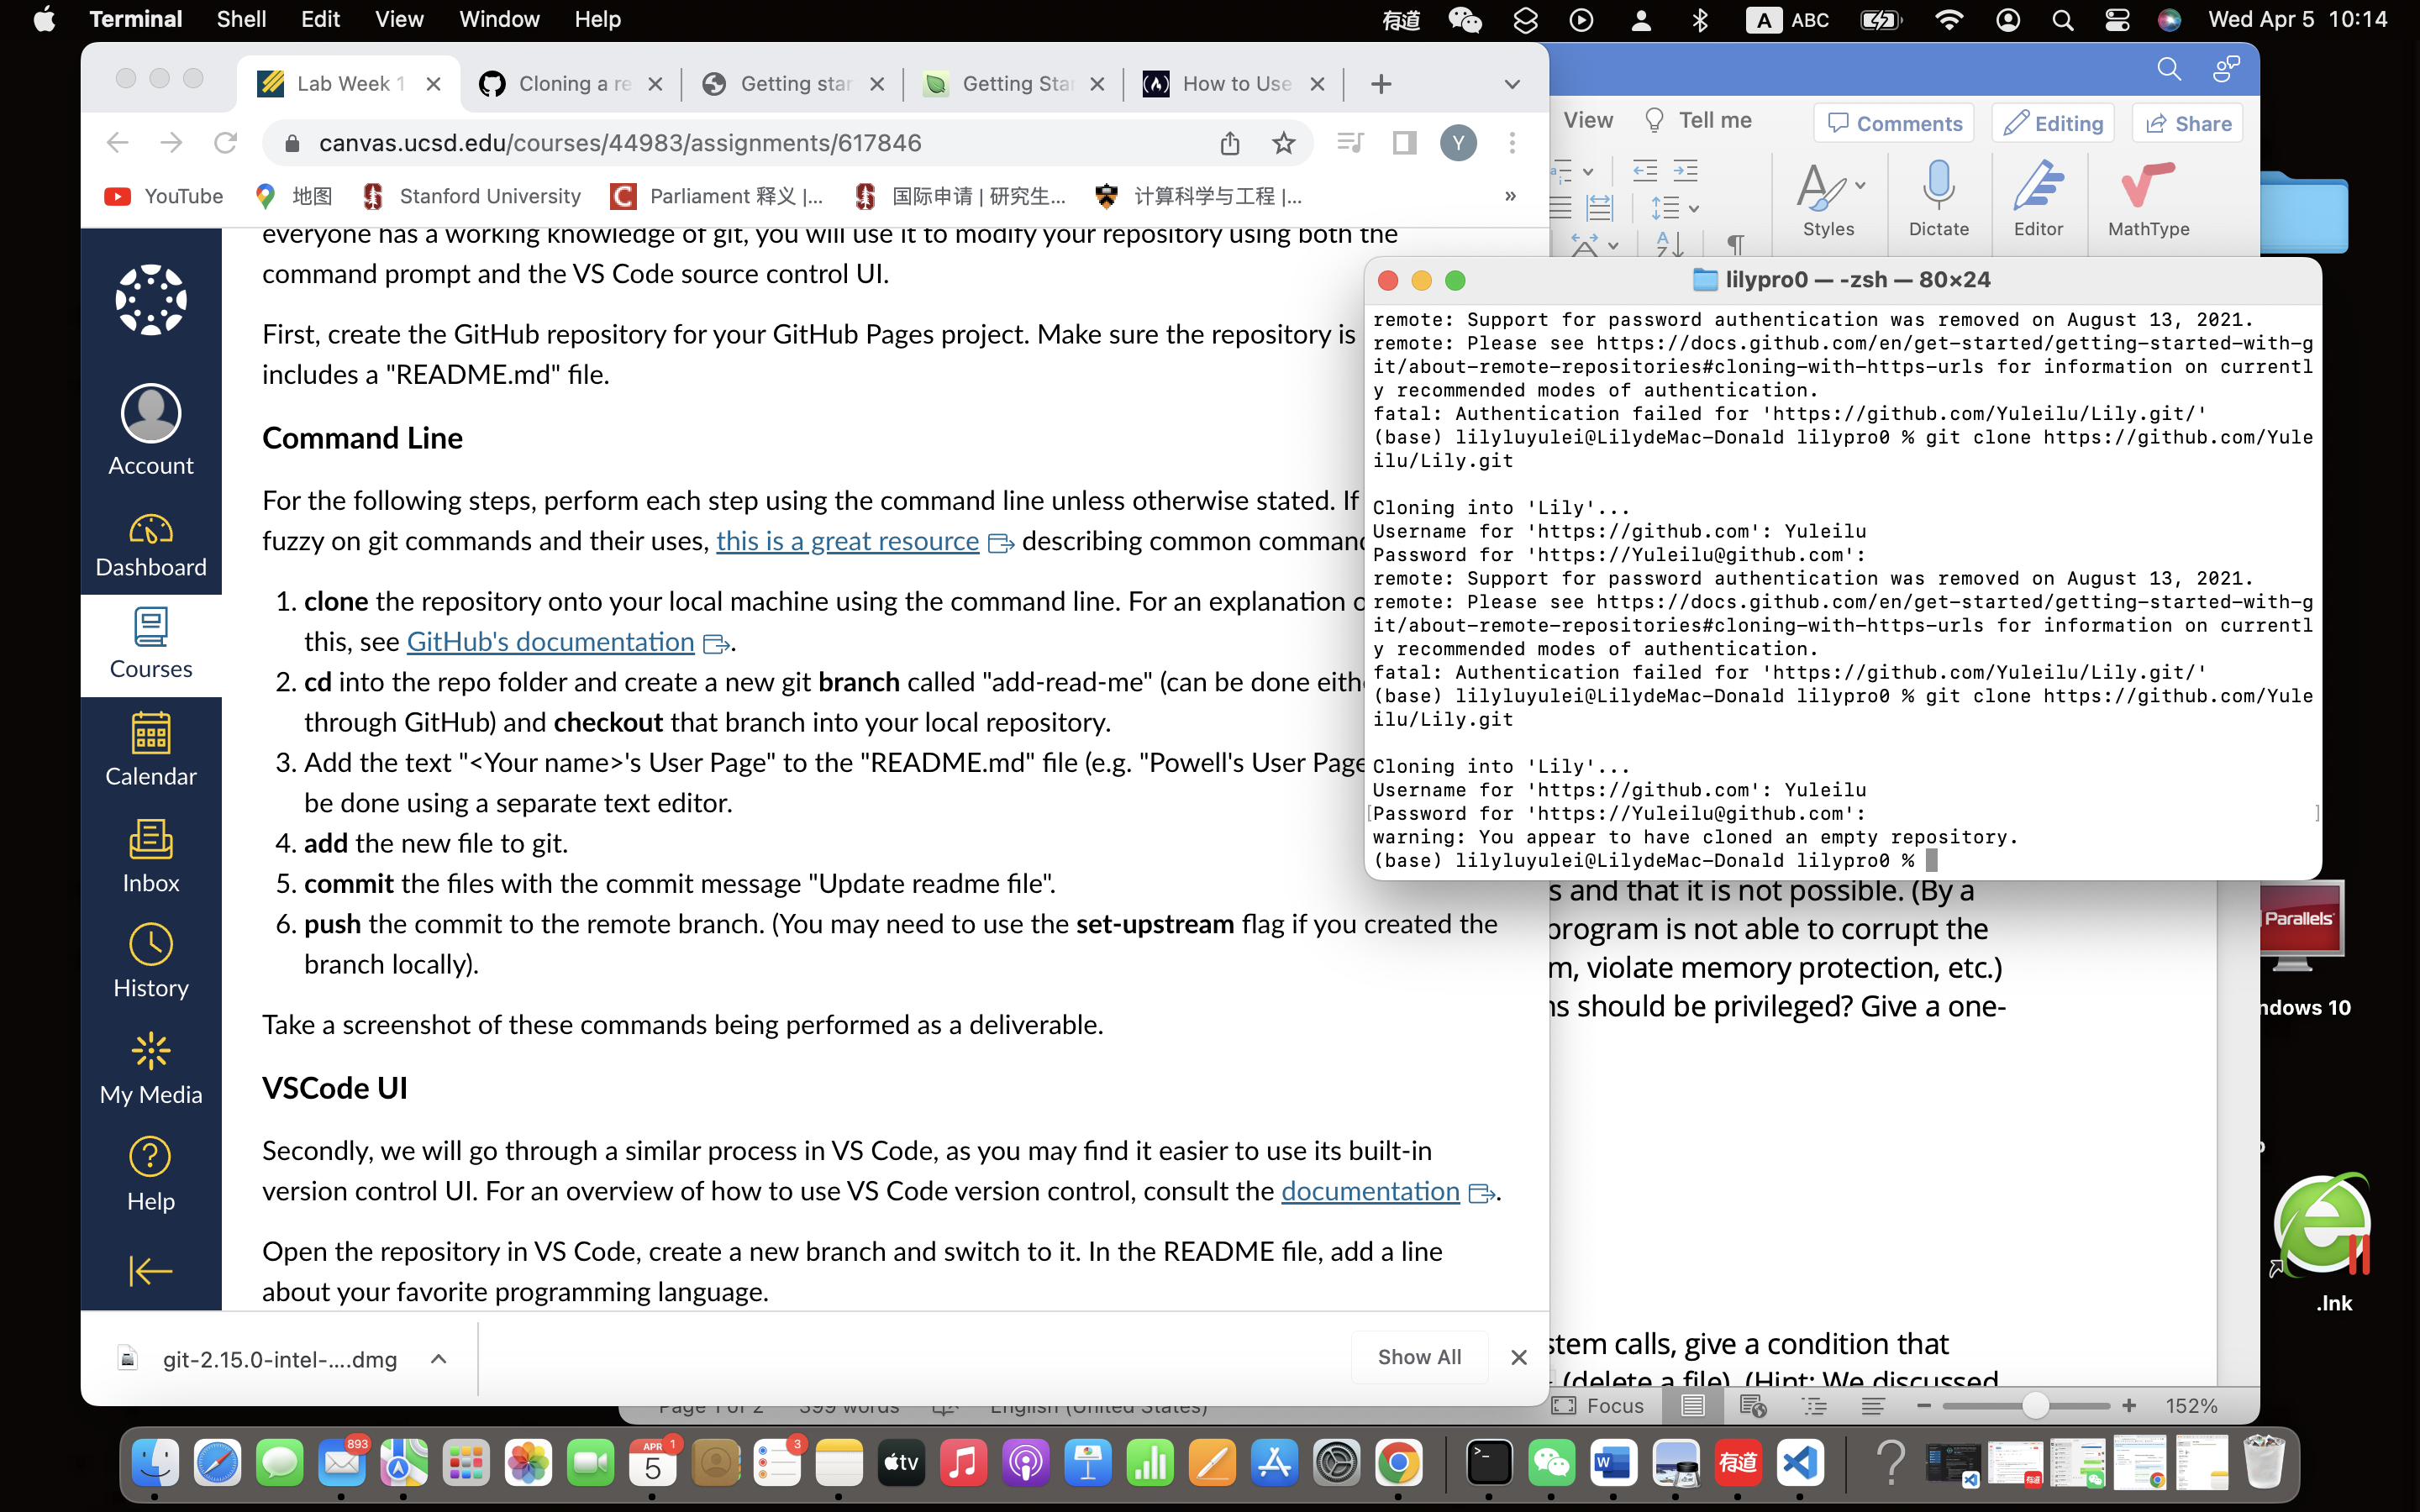 Terminal Shell Edit View Window Help 有道 A ABC Wed Apr 5 10:14
Lab Week 1 Cloning a re Getting star Getting Star How to Use
canvas.ucsd.edu/courses/44983/assignments/617846 Y
YouTube 地图 Stanford University Parliament 释义 |... 国际申请 | 研究生... 计算科学与工程 |... »
View Tell me Comments Editing Share
Styles Dictate Editor MathType
Account
Dashboard
Courses
Calendar
Inbox
History
My Media
Help
everyone has a working knowledge of git, you will use it to modify your repository using both the
command prompt and the VS Code source control UI.
First, create the GitHub repository for your GitHub Pages project. Make sure the repository is
includes a "README.md" file.
Command Line
For the following steps, perform each step using the command line unless otherwise stated. If
fuzzy on git commands and their uses, this is a great resource describing common
1. clone the repository onto your local machine using the command line. For an explanation
this, see GitHub's documentation.
2. cd into the repo folder and create a new git branch called "add-read-me" (can be done
through GitHub) and checkout that branch into your local repository.
3. Add the text "<Your name>'s User Page" to the "README.md" file (e.g. "Powell's User Page
be done using a separate text editor.
4. add the new file to git.
5. commit the files with the commit message "Update readme file".
6. push the commit to the remote branch. (You may need to use the set-upstream flag if you created the
branch locally).
Take a screenshot of these commands being performed as a deliverable.
VSCode UI
Secondly, we will go through a similar process in VS Code, as you may find it easier to use its built-in
version control UI. For an overview of how to use VS Code version control, consult the documentation.
Open the repository in VS Code, create a new branch and switch to it. In the README file, add a line
about your favorite programming language.
git-2.15.0-intel-....dmg Show All
lilypro0 — -zsh — 80×24
remote: Support for password authentication was removed on August 13, 2021.
remote: Please see https://docs.github.com/en/get-started/getting-started-with-g
it/about-remote-repositories#cloning-with-https-urls for information on currentl
y recommended modes of authentication.
fatal: Authentication failed for 'https://github.com/Yuleilu/Lily.git/'
(base) lilyluyulei@LilydeMac-Donald lilypro0 % git clone https://github.com/Yule
ilu/Lily.git
Cloning into 'Lily'...
Username for 'https://github.com': Yuleilu
Password for 'https://Yuleilu@github.com':
remote: Support for password authentication was removed on August 13, 2021.
remote: Please see https://docs.github.com/en/get-started/getting-started-with-g
it/about-remote-repositories#cloning-with-https-urls for information on currentl
y recommended modes of authentication.
fatal: Authentication failed for 'https://github.com/Yuleilu/Lily.git/'
(base) lilyluyulei@LilydeMac-Donald lilypro0 % git clone https://github.com/Yule
ilu/Lily.git
Cloning into 'Lily'...
Username for 'https://github.com': Yuleilu
[Password for 'https://Yuleilu@github.com': ]
warning: You appear to have cloned an empty repository.
(base) lilyluyulei@LilydeMac-Donald lilypro0 %
s and that it is not possible. (By a
program is not able to corrupt the
m, violate memory protection, etc.)
ns should be privileged? Give a one-
stem calls, give a condition that
(delete a file). (Hint: We discussed
Page 1 of 2 399 words English (United States) Focus 152%
Parallels
ndows 10
.lnk
893 APR 5 1 3 tv W 有道